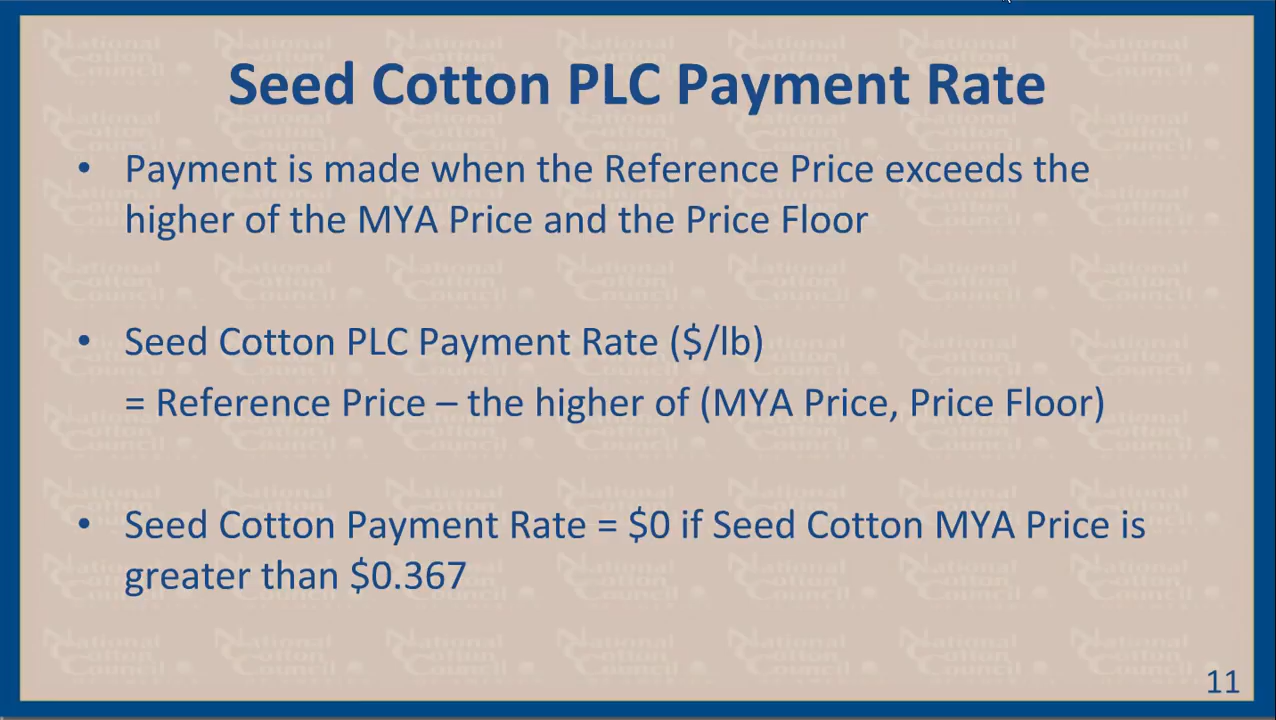 Seed Cotton PLC Payment Rate
• Payment is made when the Reference Price exceeds the
higher of the MYA Price and the Price Floor
• Seed Cotton PLC Payment Rate ($/lb)
= Reference Price – the higher of (MYA Price, Price Floor)
• Seed Cotton Payment Rate = $0 if Seed Cotton MYA Price is
greater than $0.367
11